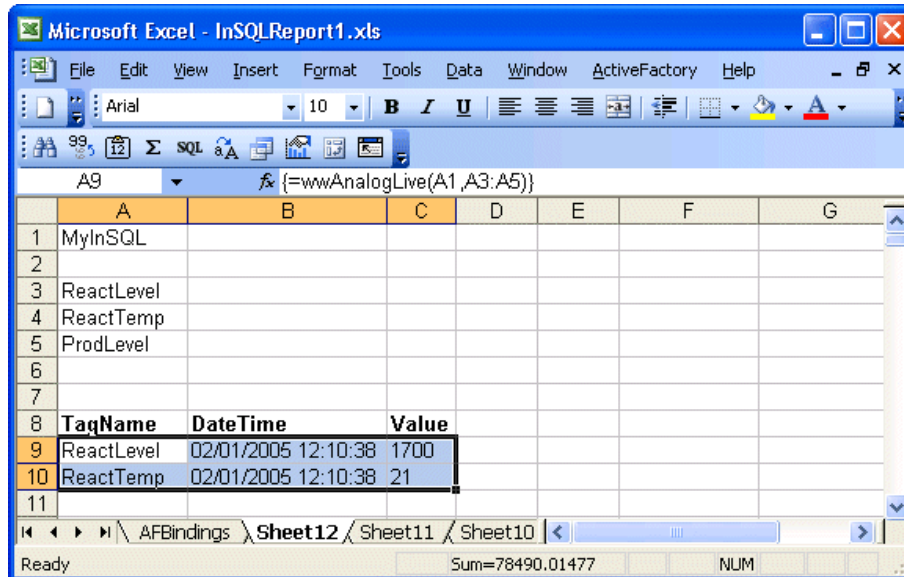 Microsoft Excel - InSQLReport1.xls
File Edit View Insert Format Tools Data Window ActiveFactory Help
Arial 10 B I U A
99 5 12 Σ SQL
A9 fx {=wwAnalogLive(A1,A3:A5)}
A B C D E F G
1 MyInSQL
2
3 ReactLevel
4 ReactTemp
5 ProdLevel
6
7
8 TagName DateTime Value
9 ReactLevel 02/01/2005 12:10:38 1700
10 ReactTemp 02/01/2005 12:10:38 21
11
AFBindings Sheet12 Sheet11 Sheet10
Ready Sum=78490.01477 NUM